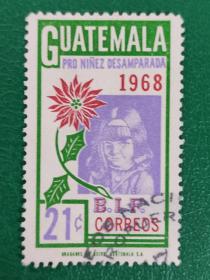 GUATEMALA
PRO NIÑEZ DESAMPARADA
1968
B.I.F.
21¢ CORREOS